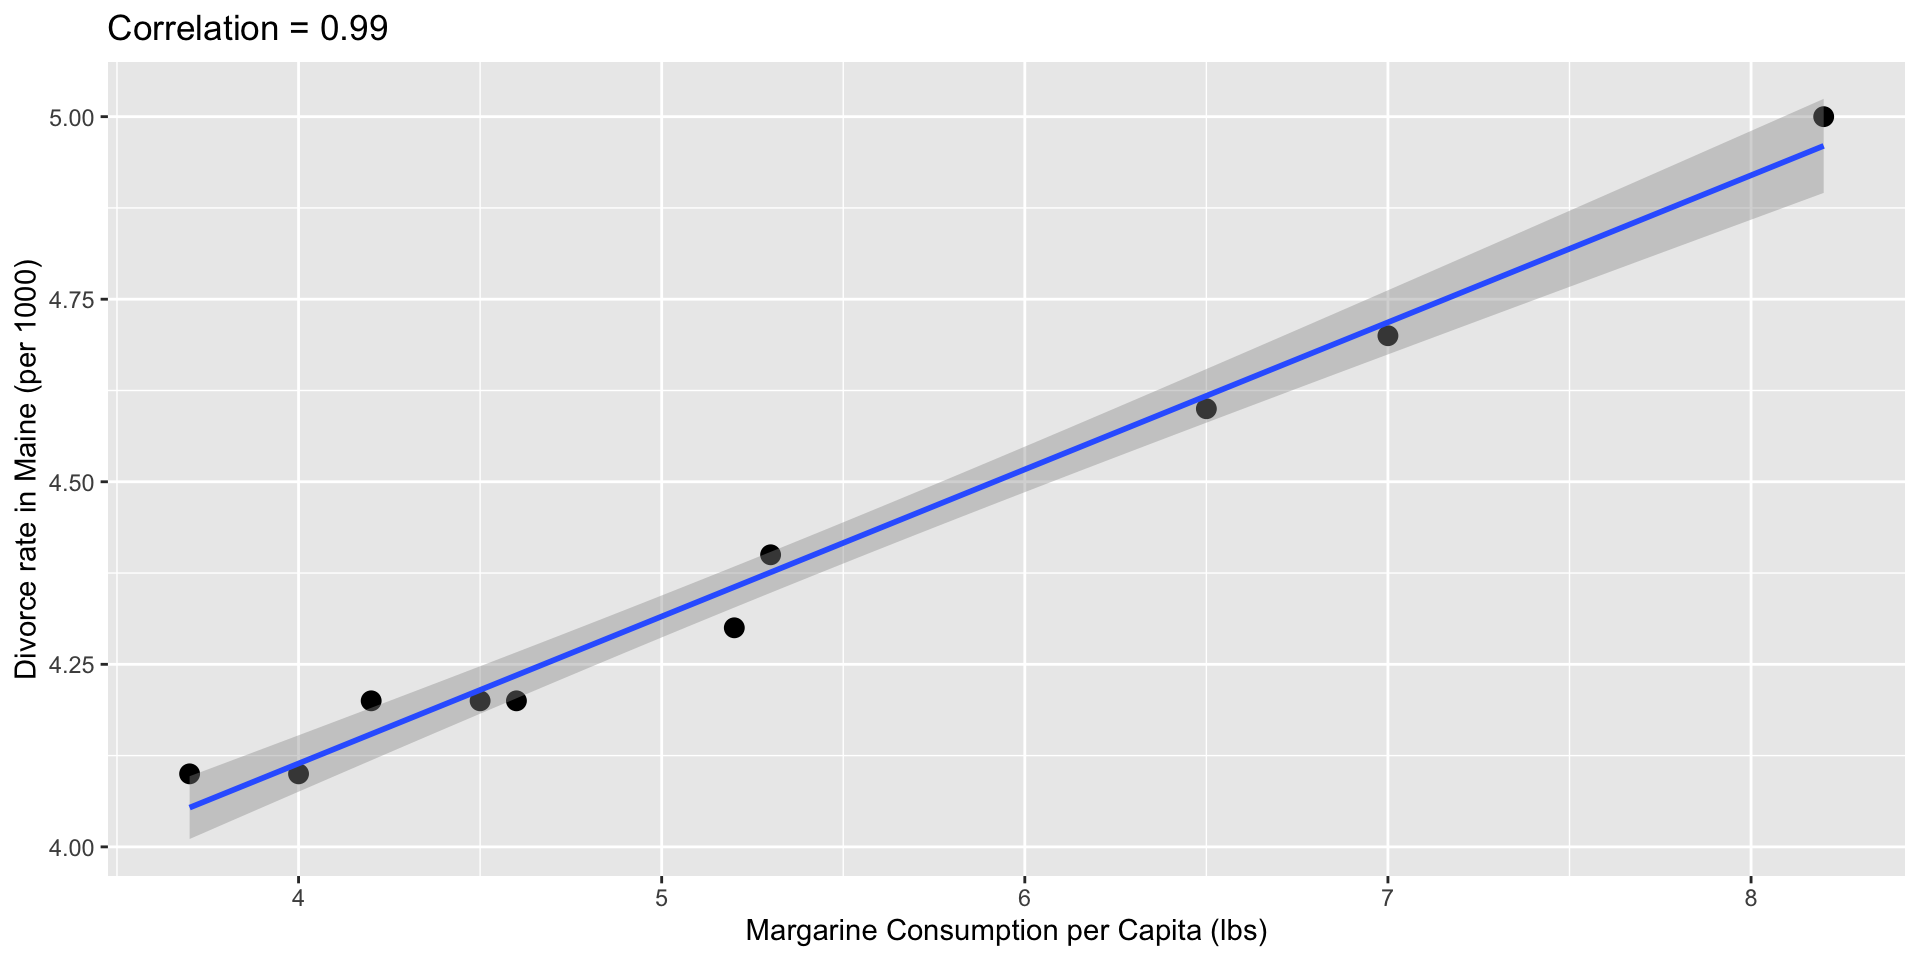 Correlation = 0.99
Divorce rate in Maine (per 1000)
5.00
4.75
4.50
4.25
4.00
4 5 6 7 8
Margarine Consumption per Capita (lbs)